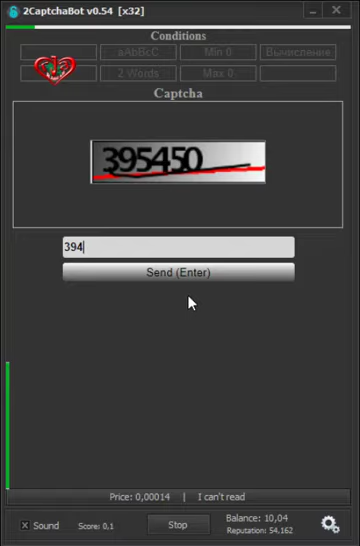 2CaptchaBot v0.54 [x32]
Conditions
aAbBcC Min 0 Вычисление
2 Words Max 0
Captcha
395450
394
Send (Enter)
Price: 0,00014 | I can't read
Sound Score: 0,1 Stop Balance: 10,04
Reputation: 54.162